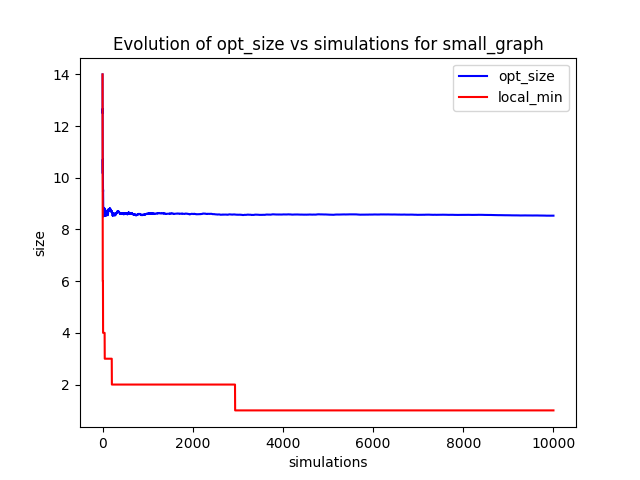 Evolution of opt_size vs simulations for small_graph
opt_size
local_min
14
12
10
8
6
4
2
size
0
2000
4000
6000
8000
10000
simulations